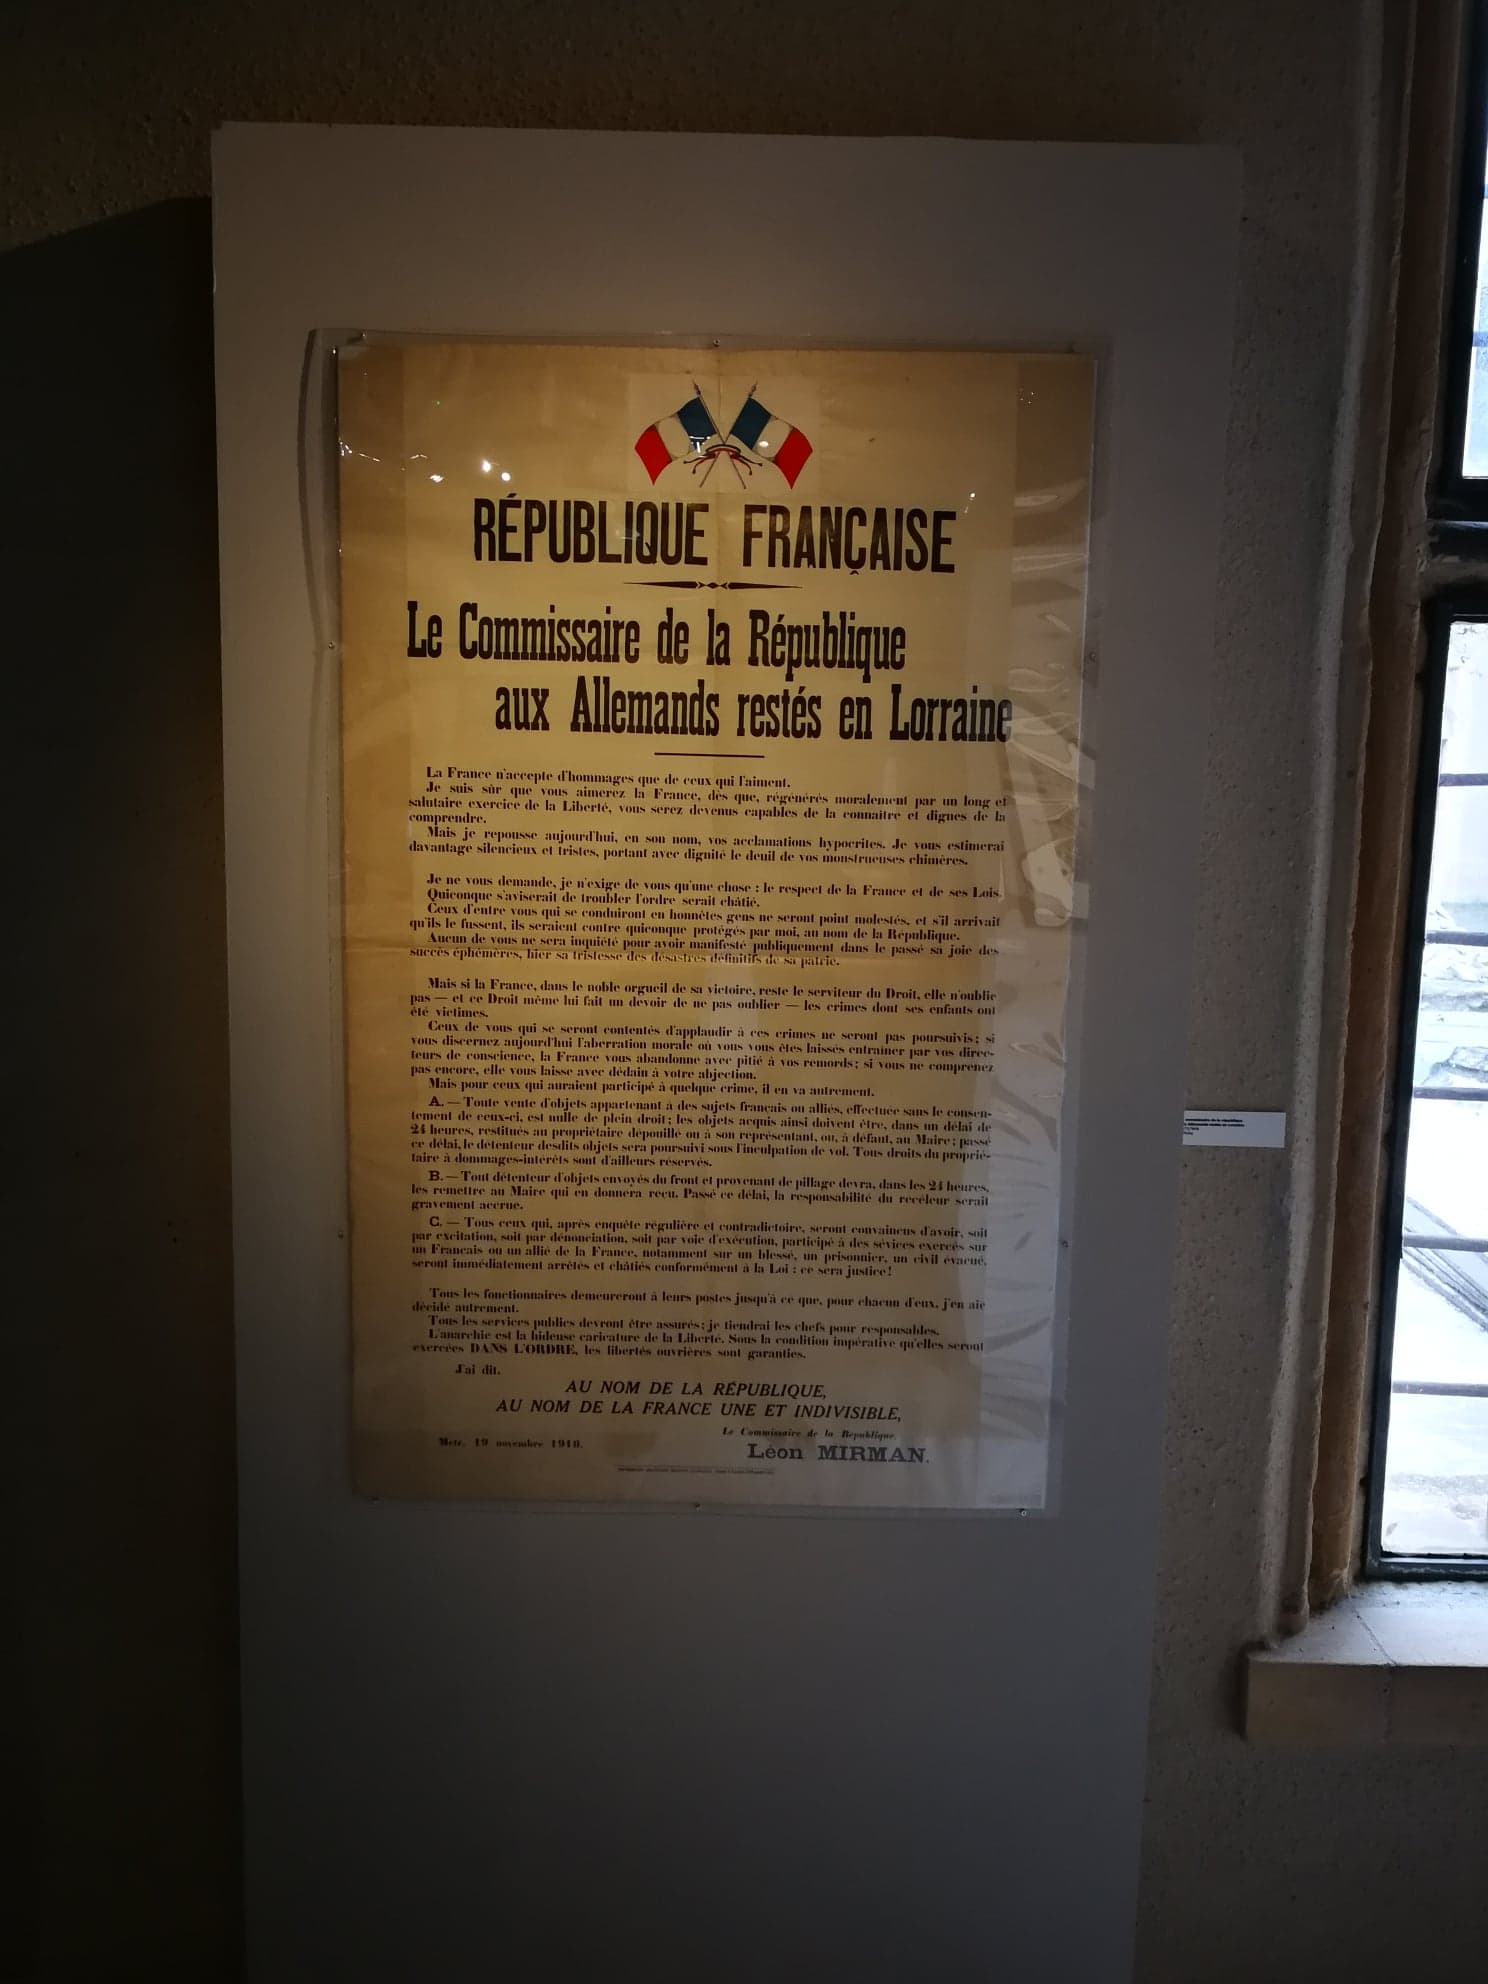 RÉPUBLIQUE FRANÇAISE
Le Commissaire de la République
aux Allemands restés en Lorraine
La France n'accepte d'hommages que de ceux qui l'aiment.
Je suis sûr que vous aimerez la France, dès que, régénérés moralement par un long et
salutaire exercice de la Liberté, vous serez devenus capables de la connaître et dignes de la
comprendre.
Mais je repousse aujourd'hui, en son nom, vos acclamations hypocrites. Je vous estimerai
davantage silencieux et tristes, portant avec dignité le deuil de vos monstrueuses chimères.
Je ne vous demande, je n'exige de vous qu'une chose : le respect de la France et de ses Lois.
Quiconque s'aviserait de troubler l'ordre serait châtié.
Ceux d'entre vous qui se conduiront en honnêtes gens ne seront point molestés, et s'il arrivait
qu'ils le fussent, ils seraient contre quiconque protégés par moi, au nom de la République.
Aucun de vous ne sera inquiété pour avoir manifesté publiquement dans le passé sa joie des
succès éphémères, hier sa tristesse des désastres définitifs de sa patrie.
Mais si la France, dans le noble orgueil de sa victoire, reste le serviteur du Droit, elle n'oublie
pas — et ce Droit même lui fait un devoir de ne pas oublier — les crimes dont ses enfants ont
été victimes.
Ceux de vous qui se seront contentés d'applaudir à ces crimes ne seront pas poursuivis ; si
vous discernez aujourd'hui l'aberration morale où vous vous êtes laissés entraîner par vos direc-
teurs de conscience, la France vous abandonne avec pitié à vos remords ; si vous ne comprenez
pas encore, elle vous laisse avec dédain à votre abjection.
Mais pour ceux qui auraient participé à quelque crime, il en va autrement.
A. — Toute vente d'objets appartenant à des sujets français ou alliés, effectuée sans le consen-
tement de ceux-ci, est nulle de plein droit ; les objets acquis ainsi doivent être, dans un délai de
24 heures, restitués au propriétaire dépouillé ou à son représentant, ou, à défaut, au Maire ; passé
ce délai, le détenteur desdits objets sera poursuivi sous l'inculpation de vol. Tous droits du proprié-
taire à dommages-intérêts sont d'ailleurs réservés.
B. — Tout détenteur d'objets envoyés du front et provenant de pillage devra, dans les 24 heures,
les remettre au Maire qui en donnera reçu. Passé ce délai, la responsabilité du recéleur serait
gravement accrue.
C. — Tous ceux qui, après enquête régulière et contradictoire, seront convaincus d'avoir, soit
par excitation, soit par dénonciation, soit par voie d'exécution, participé à des sévices exercés sur
un Français ou un allié de la France, notamment sur un blessé, un prisonnier, un civil évacué,
seront immédiatement arrêtés et châtiés conformément à la Loi : ce sera justice !
Tous les fonctionnaires demeureront à leurs postes jusqu'à ce que, pour chacun d'eux, j'en aie
décidé autrement.
Tous les services publics devront être assurés ; je tiendrai les chefs pour responsables.
L'anarchie est la hideuse caricature de la Liberté. Sous la condition impérative qu'elles seront
exercées DANS L'ORDRE, les libertés ouvrières sont garanties.
J'ai dit.
AU NOM DE LA RÉPUBLIQUE,
AU NOM DE LA FRANCE UNE ET INDIVISIBLE,
Le Commissaire de la République,
Metz, 19 novembre 1918.
Léon MIRMAN.